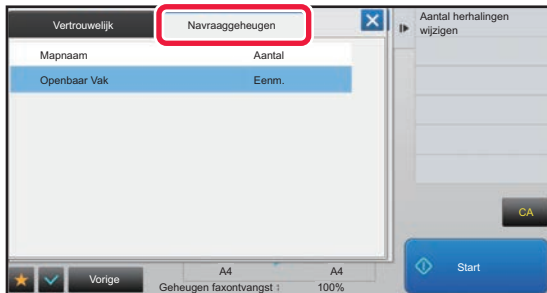 Vertrouwelijk
Navraaggeheugen
Aantal herhalingen
wijzigen
Mapnaam Aantal
Openbaar Vak Eenm.
CA
Vorige
A4 A4
Geheugen faxontvangst : 100%
Start